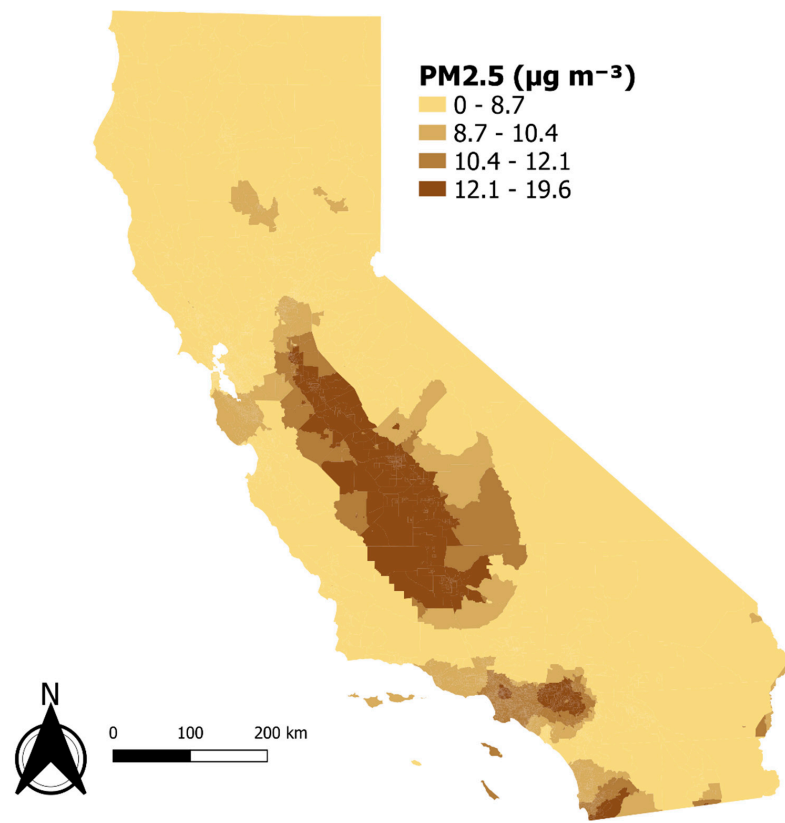 PM2.5 (µg m⁻³)
0 - 8.7
8.7 - 10.4
10.4 - 12.1
12.1 - 19.6
N
0 100 200 km